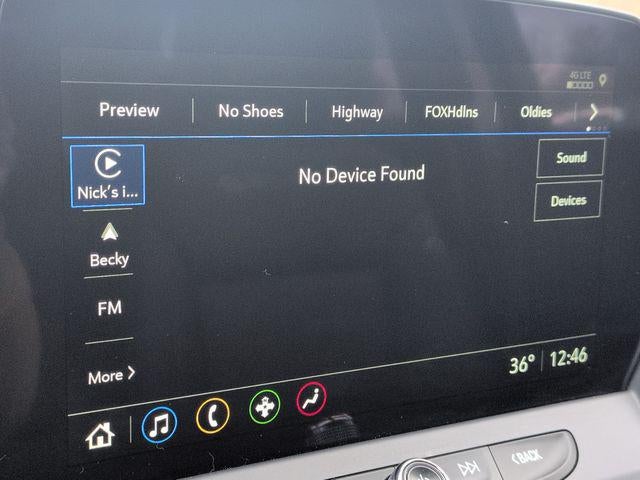 4G LTE
Preview No Shoes Highway FOXHdlns Oldies
Nick's i...
No Device Found
Sound
Devices
Becky
FM
More
36° 12:46
BACK